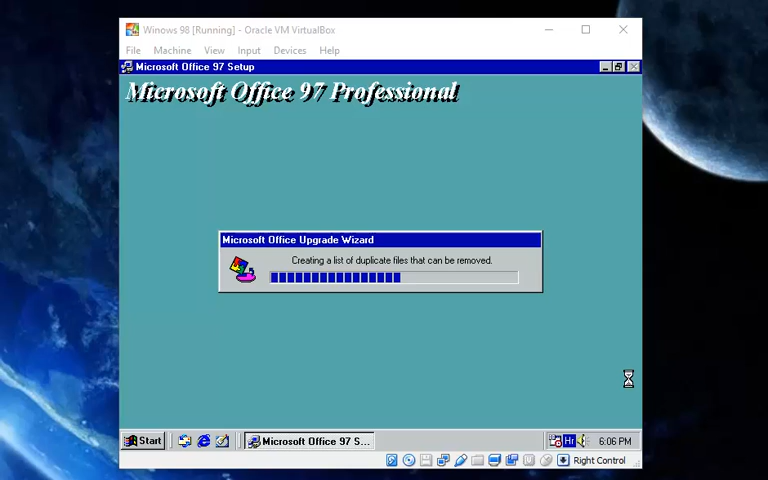 Winows 98 [Running] - Oracle VM VirtualBox
File Machine View Input Devices Help
Microsoft Office 97 Setup
Microsoft Office 97 Professional
Microsoft Office Upgrade Wizard
Creating a list of duplicate files that can be removed.
Start Microsoft Office 97 S... Hr 6:06 PM
Right Control